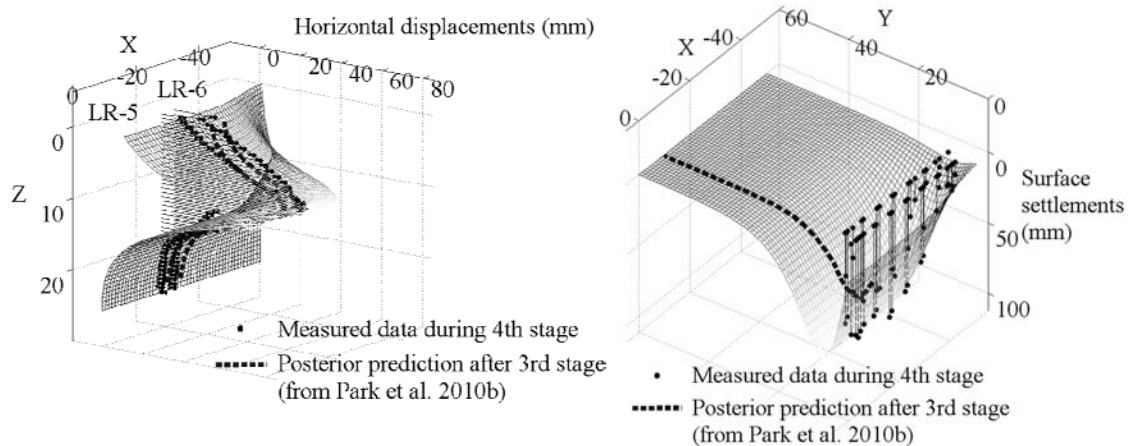 Horizontal displacements (mm)
X
-40
-20
0
0
20
40
60
80
LR-6
LR-5
0
Z
10
20
Measured data during 4th stage
Posterior prediction after 3rd stage
(from Park et al. 2010b)
60
Y
-40
X
40
-20
20
0
0
0
Surface
settlements
50
(mm)
100
Measured data during 4th stage
Posterior prediction after 3rd stage
(from Park et al. 2010b)